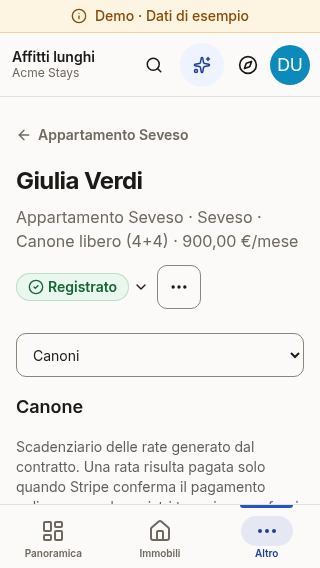 Demo · Dati di esempio
Affitti lunghi
Acme Stays
DU
Appartamento Seveso
Giulia Verdi
Appartamento Seveso · Seveso ·
Canone libero (4+4) · 900,00 €/mese
Registrato
Canoni
Canone
Scadenziario delle rate generato dal
contratto. Una rata risulta pagata solo
quando Stripe conferma il pagamento
Panoramica
Immobili
Altro